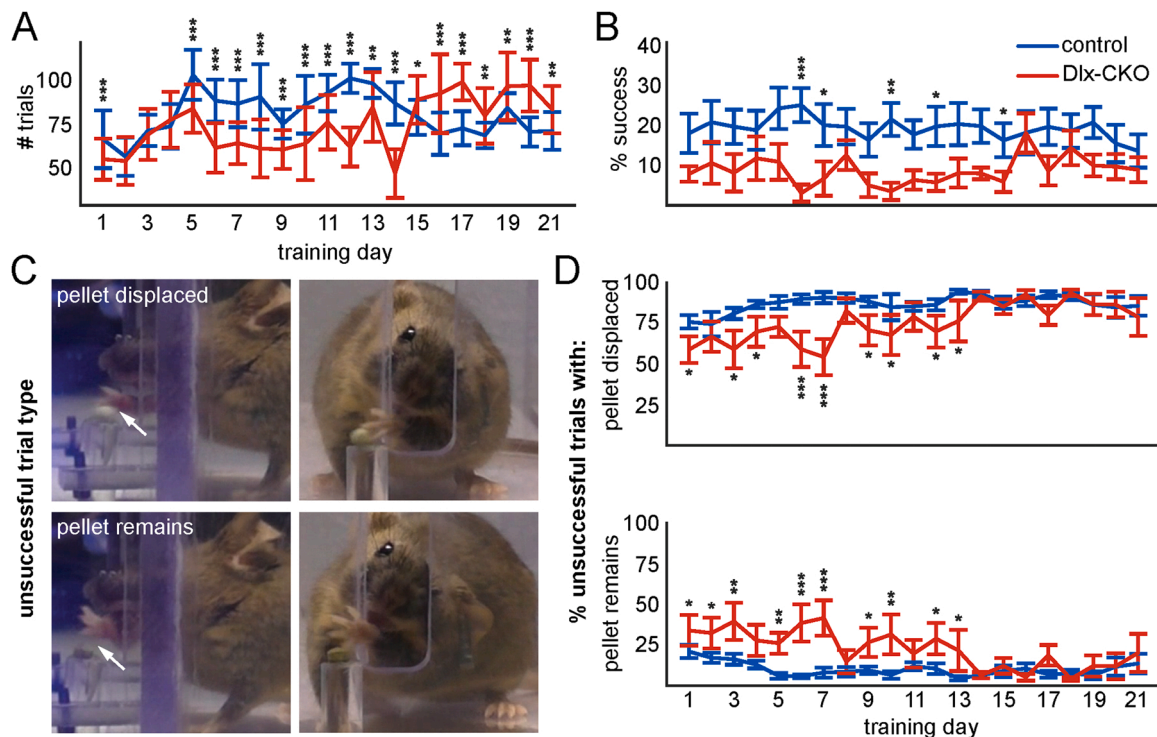 A
# trials
100
75
50
*** *** *** *** *** *** *** *** *** ** *** * *** *** ** ** *** **
1 3 5 7 9 11 13 15 17 19 21
training day
B
% success
40
30
20
10
*** * ** * *
control
Dlx-CKO
C
unsuccessful trial type
pellet displaced
pellet remains
D
% unsuccessful trials with:
pellet displaced
100
75
50
25
* * * *** *** * * * *
pellet remains
100
75
50
25
* * ** ** *** *** * ** * *
1 3 5 7 9 11 13 15 17 19 21
training day